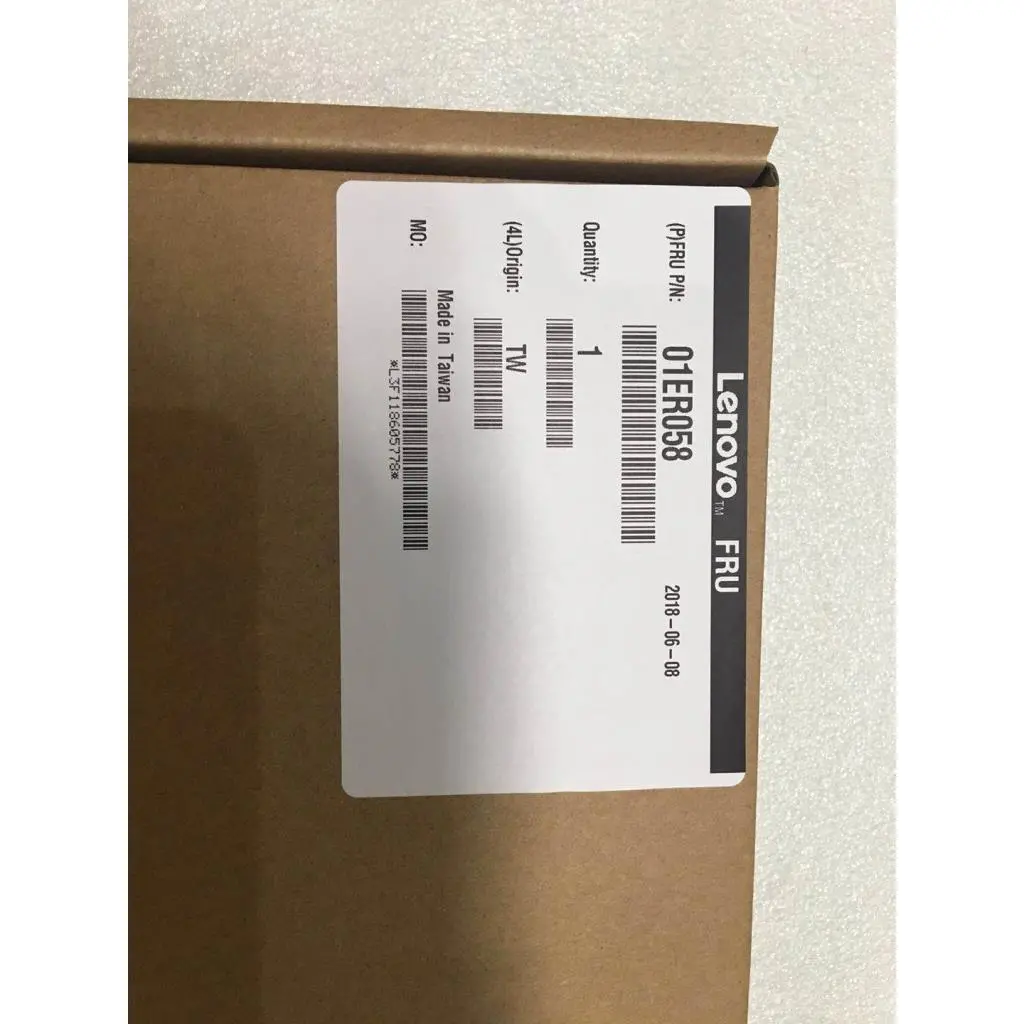 Lenovo™ FRU
(P)FRU P/N: 01ER058 2018-06-08
Quantity: 1
(4L)Origin: TW
Made in Taiwan
MO:
*L3F118605778*